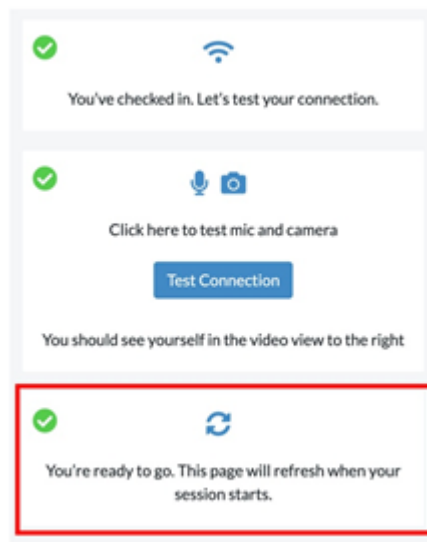 You've checked in. Let's test your connection.
Click here to test mic and camera
Test Connection
You should see yourself in the video view to the right
You're ready to go. This page will refresh when your
session starts.